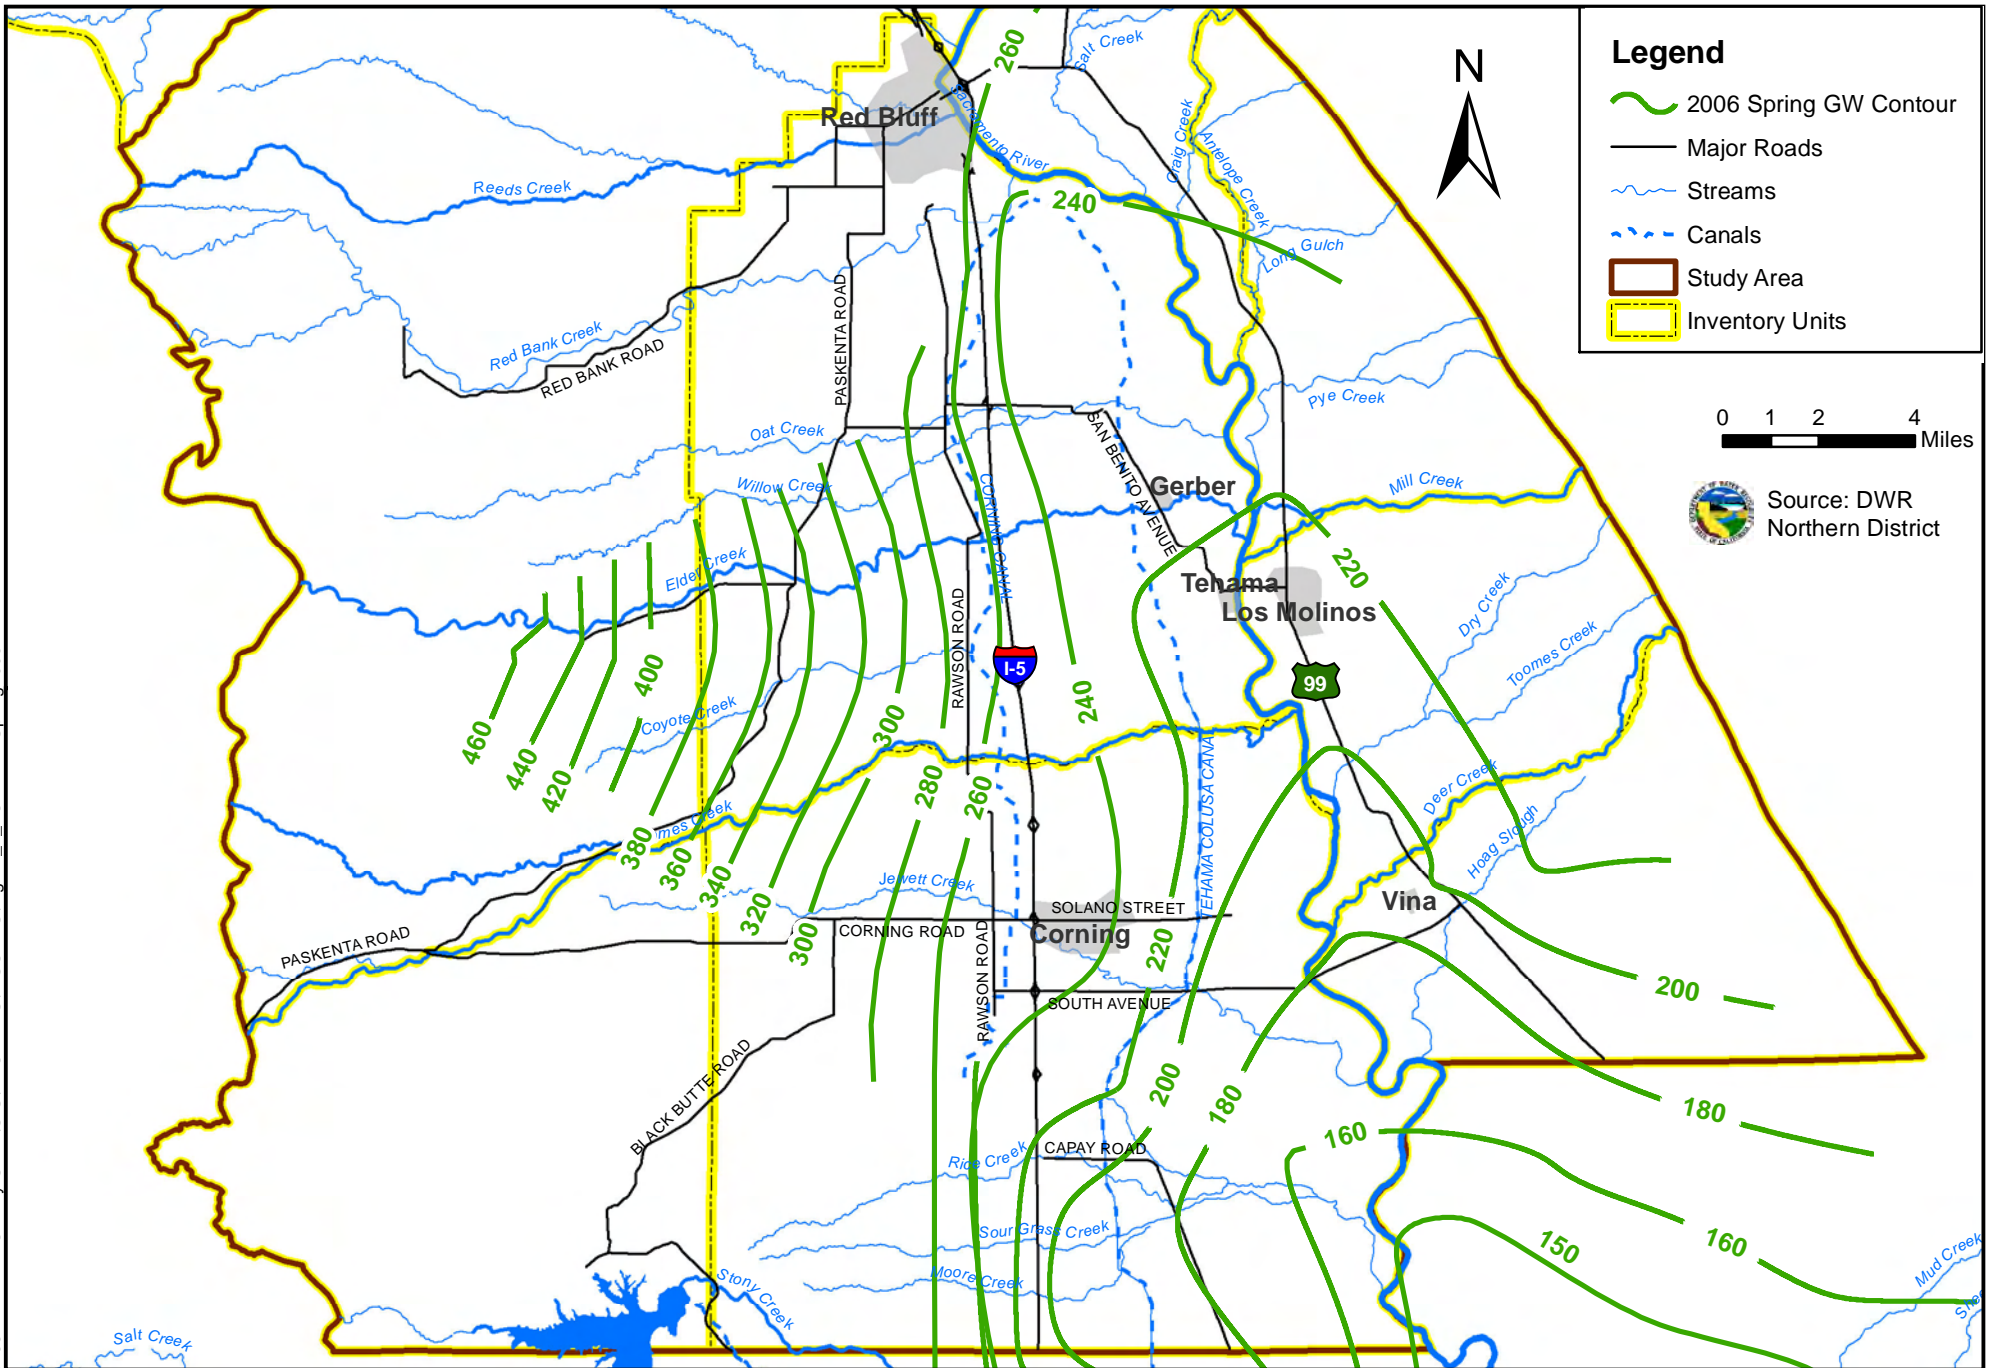 Legend
2006 Spring GW Contour
Major Roads
Streams
Canals
Study Area
Inventory Units
N
0 1 2 4
Miles
Source: DWR
Northern District
260
Salt Creek
Red Bluff
Sacramento River
Craig Creek
Antelope Creek
Reeds Creek
240
Long Gulch
PASKENTA ROAD
Red Bank Creek
RED BANK ROAD
Pye Creek
Oat Creek
SAN BENITO AVENUE
Willow Creek
CORNING CANAL
Gerber
Mill Creek
220
Elder Creek
Tehama
Los Molinos
RAWSON ROAD
Dry Creek
Toomes Creek
400
I-5
99
Coyote Creek
240
300
460
440
420
280
260
TEHAMA COLUSA CANAL
Deer Creek
Hoag Slough
mes Creek
380
360
340
320
300
Jewett Creek
SOLANO STREET
Vina
CORNING ROAD
Corning
220
PASKENTA ROAD
RAWSON ROAD
SOUTH AVENUE
200
BLACK BUTTE ROAD
200
180
180
160
CAPAY ROAD
Rice Creek
Sour Grass Creek
150
160
Moore Creek
Stony Creek
Mud Creek
Salt Creek